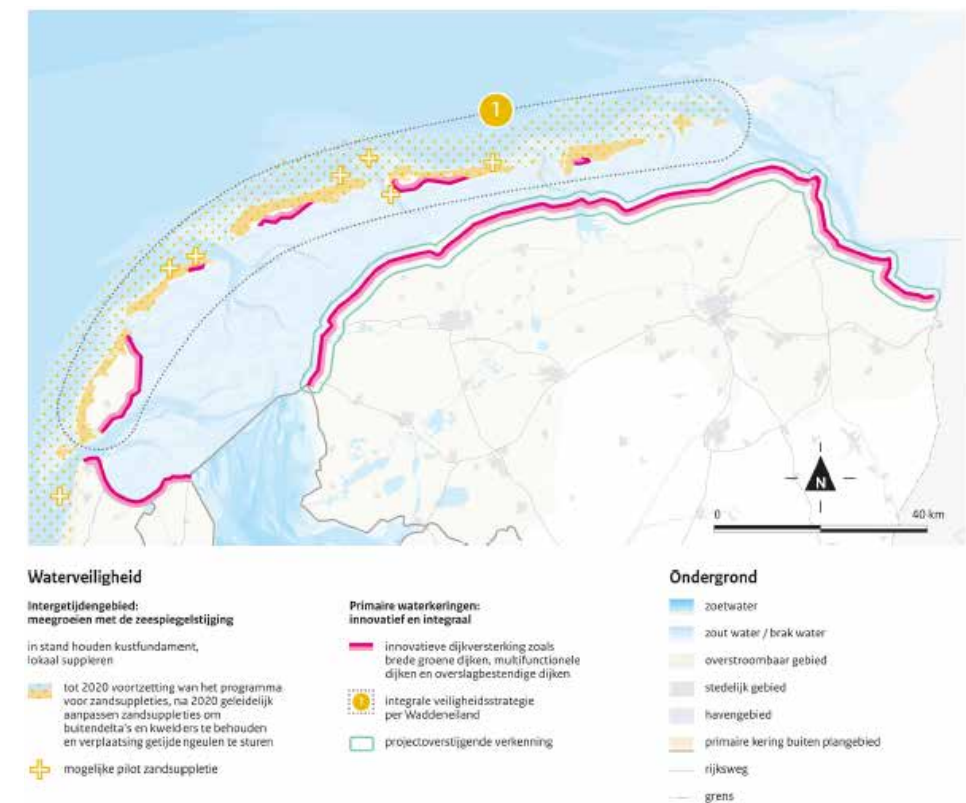 1
N
0
40 km
Waterveiligheid
Intergetijdengebied:
meegroeien met de zeespiegelstijging
in stand houden kustfundament,
lokaal suppleren
tot 2020 voortzetting van het programma
voor zandsuppleties, na 2020 geleidelijk
aanpassen zandsuppleties om
buitendelta's en kwelders te behouden
en verplaatsing getijdengeulen te sturen
mogelijke pilot zandsuppletie
Primaire waterkeringen:
innovatief en integraal
innovatieve dijkversterking zoals
brede groene dijken, multifunctionele
dijken en overslagbestendige dijken
1
integrale veiligheidsstrategie
per Waddeneiland
projectoverstijgende verkenning
Ondergrond
zoetwater
zout water / brak water
overstroombaar gebied
stedelijk gebied
havengebied
primaire kering buiten plangebied
rijksweg
grens